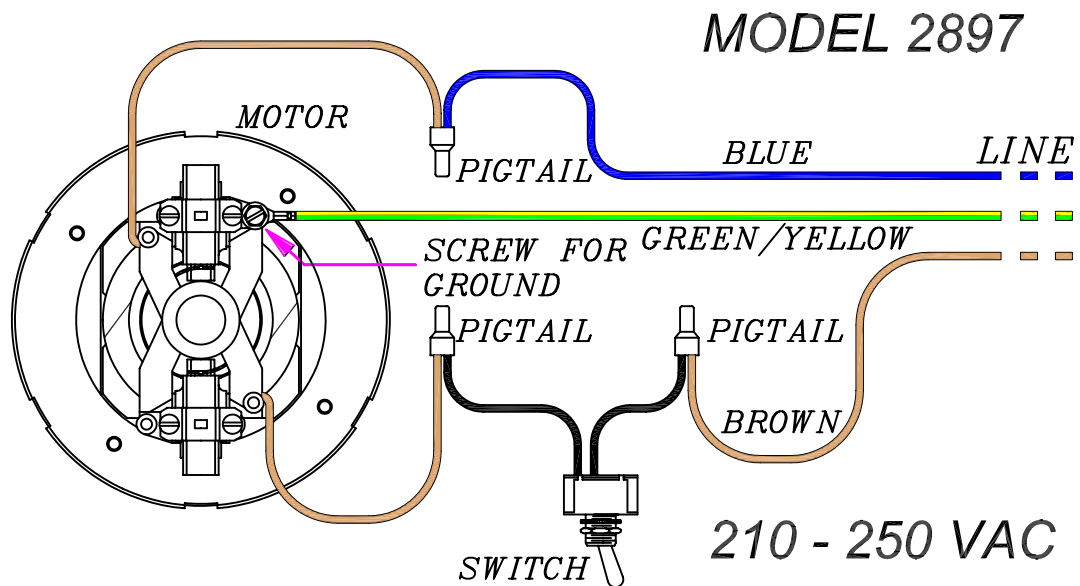 MODEL 2897
MOTOR
PIGTAIL
BLUE
LINE
GREEN/YELLOW
SCREW FOR
GROUND
PIGTAIL
PIGTAIL
BROWN
SWITCH
210 - 250 VAC